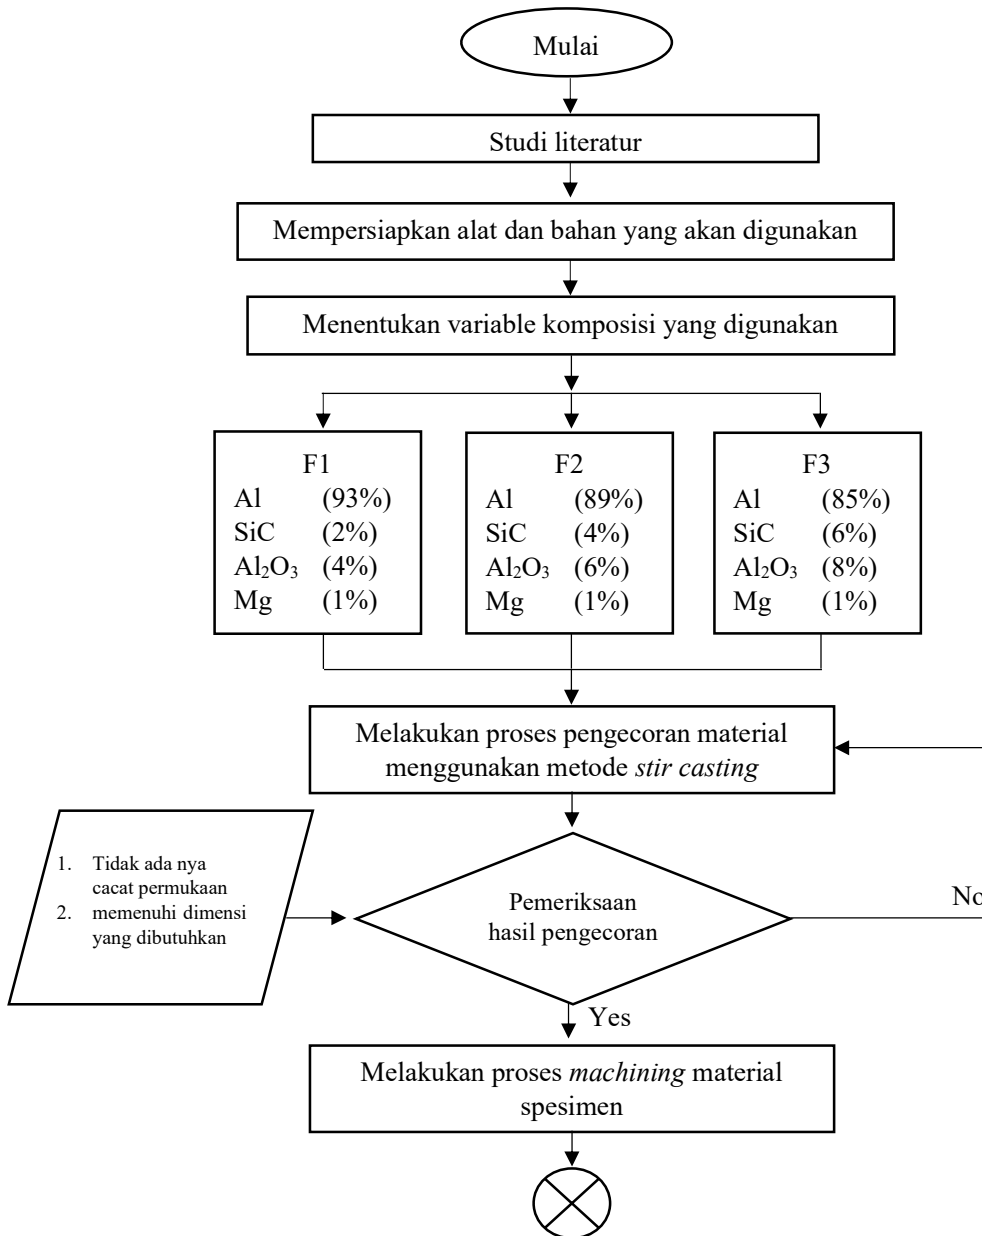 Mulai
Studi literatur
Mempersiapkan alat dan bahan yang akan digunakan
Menentukan variable komposisi yang digunakan
F1
Al (93%)
SiC (2%)
Al₂O₃ (4%)
Mg (1%)
F2
Al (89%)
SiC (4%)
Al₂O₃ (6%)
Mg (1%)
F3
Al (85%)
SiC (6%)
Al₂O₃ (8%)
Mg (1%)
Melakukan proses pengecoran material
menggunakan metode stir casting
1. Tidak ada nya
cacat permukaan
2. memenuhi dimensi
yang dibutuhkan
Pemeriksaan
hasil pengecoran
No
Yes
Melakukan proses machining material
spesimen